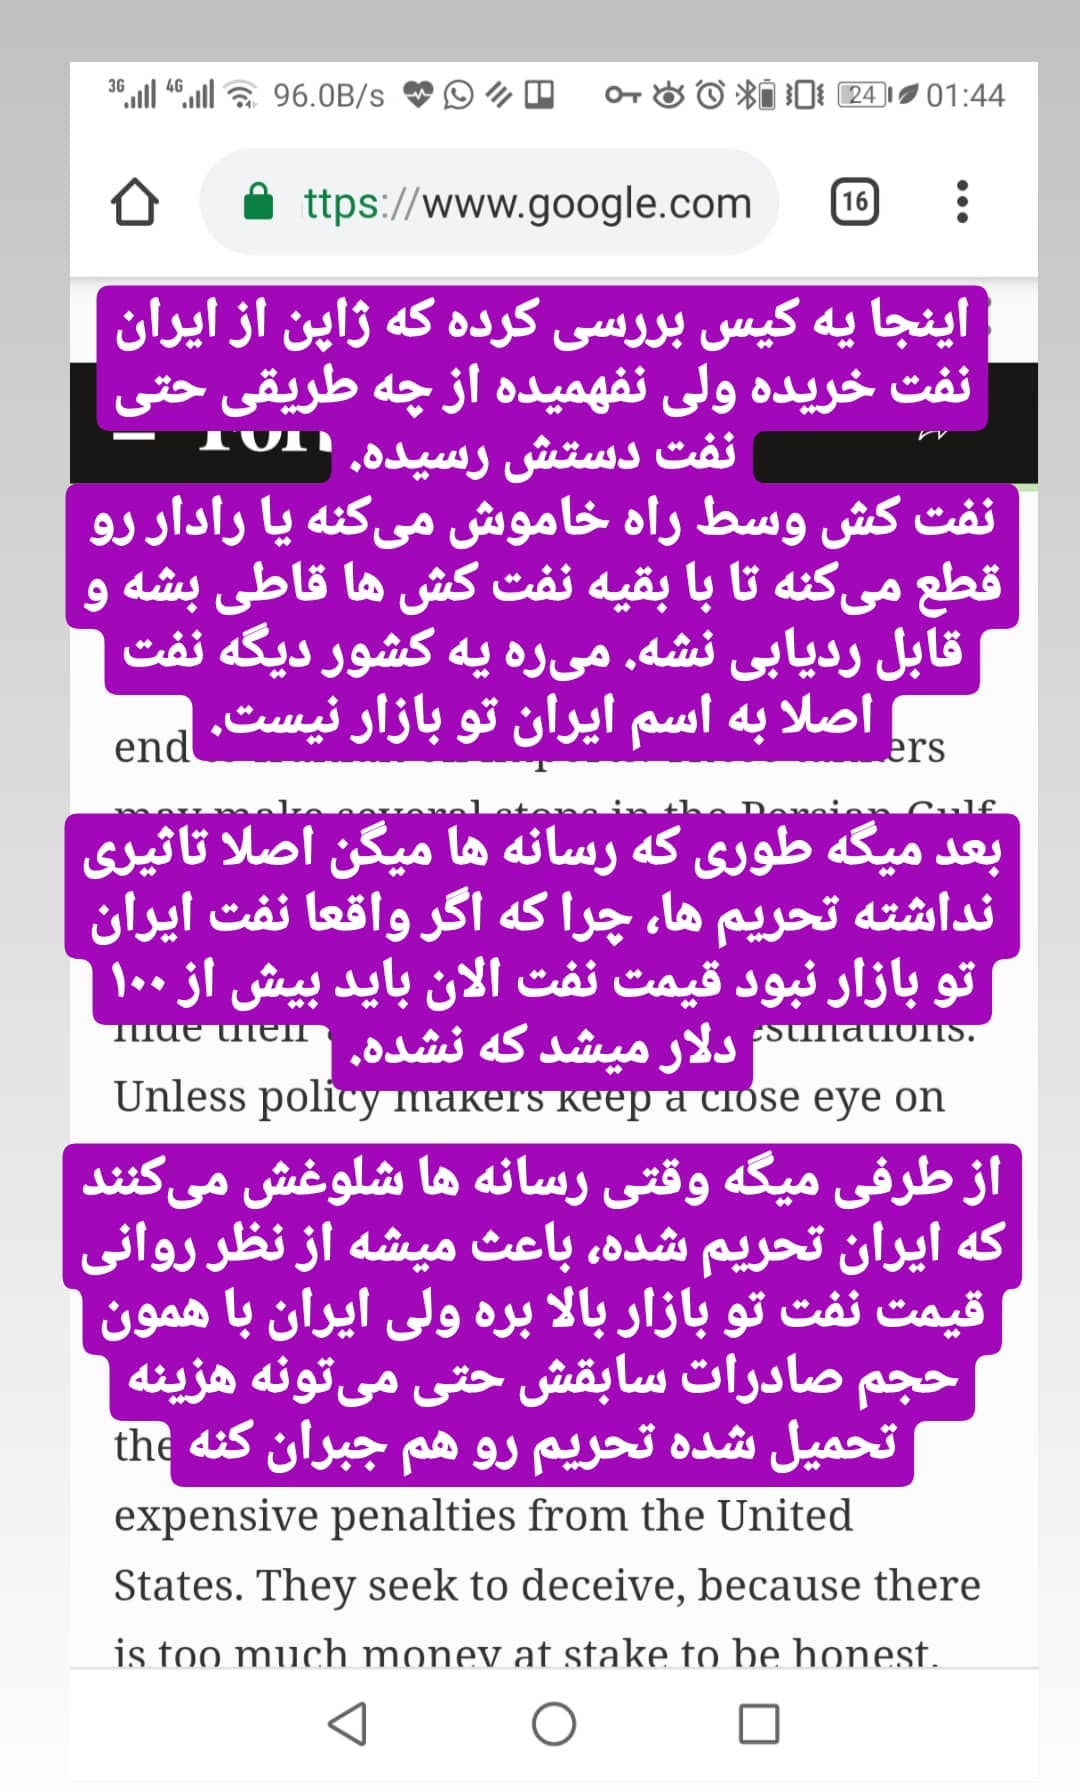 3G 4G 96.0B/s 24 01:44
ttps://www.google.com 16
اینجا یه کیس بررسی کرده که ژاپن از ایران
نفت خریده ولی نفهمیده از چه طریقی حتی
نفت دستش رسیده.
نفت کش وسط راه خاموش می‌کنه یا رادار رو
قطع می‌کنه تا با بقیه نفت کش ها قاطی بشه و
قابل ردیابی نشه. می‌ره یه کشور دیگه نفت
اصلا به اسم ایران تو بازار نیست.
end ers
may make several stops in the Persian Gulf
بعد میگه طوری که رسانه ها میگن اصلا تاثیری
نداشته تحریم ها، چرا که اگر واقعا نفت ایران
تو بازار نبود قیمت نفت الان باید بیش از ۱۰۰
دلار میشد که نشده.
hide their estinations.
Unless policy makers keep a close eye on
از طرفی میگه وقتی رسانه ها شلوغش می‌کنند
که ایران تحریم شده، باعث میشه از نظر روانی
قیمت نفت تو بازار بالا بره ولی ایران با همون
حجم صادرات سابقش حتی می‌تونه هزینه
تحمیل شده تحریم رو هم جبران کنه
the
expensive penalties from the United
States. They seek to deceive, because there
is too much money at stake to be honest.